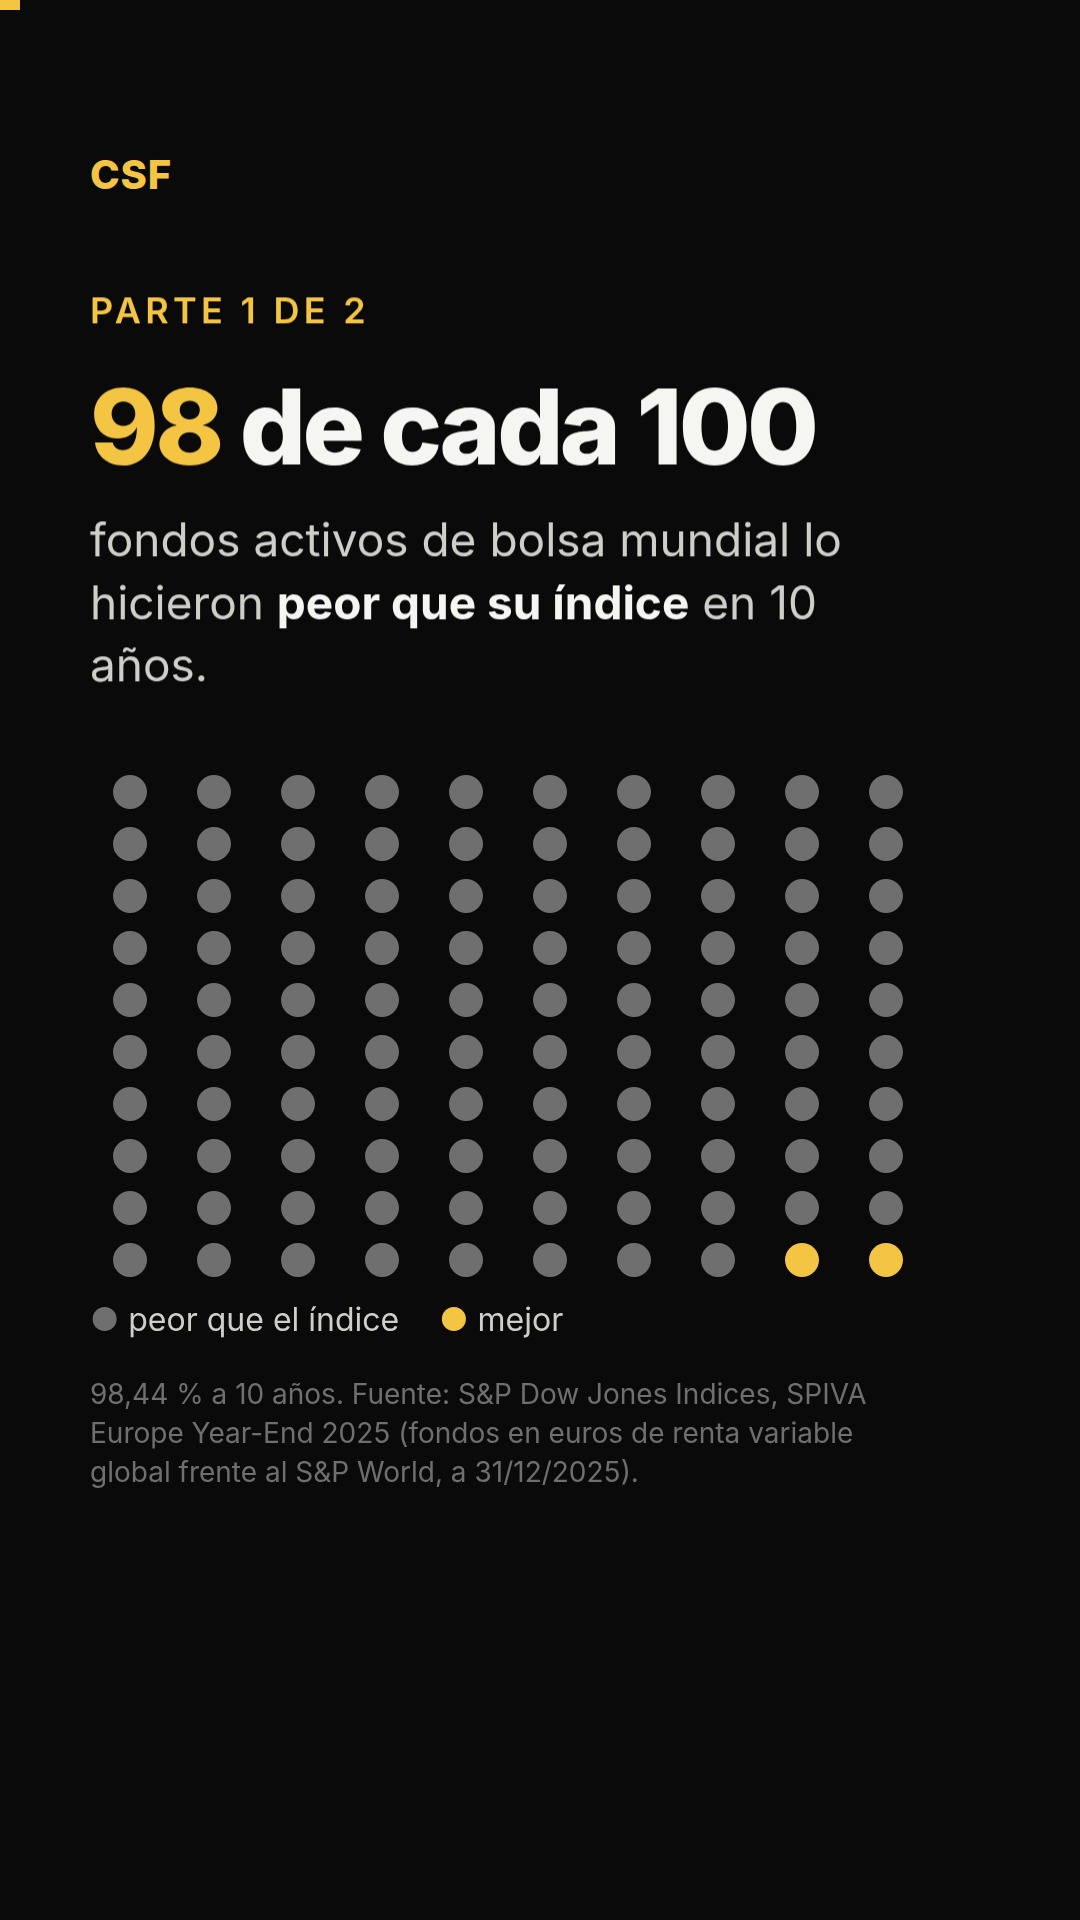 CSF
PARTE 1 DE 2
98 de cada 100
fondos activos de bolsa mundial lo
hicieron peor que su índice en 10
años.
peor que el índice mejor
98,44 % a 10 años. Fuente: S&P Dow Jones Indices, SPIVA
Europe Year-End 2025 (fondos en euros de renta variable
global frente al S&P World, a 31/12/2025).